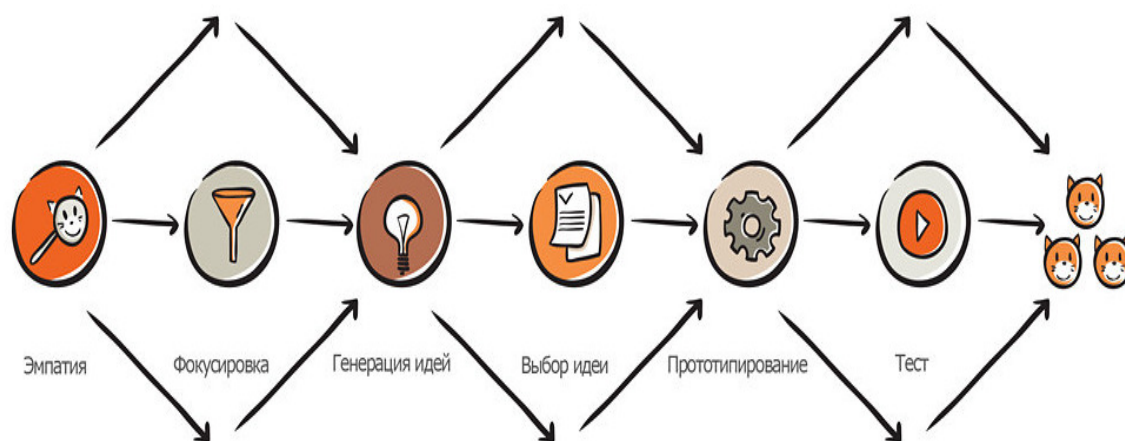 Эмпатия
Фокусировка
Генерация идей
Выбор идеи
Прототипирование
Тест